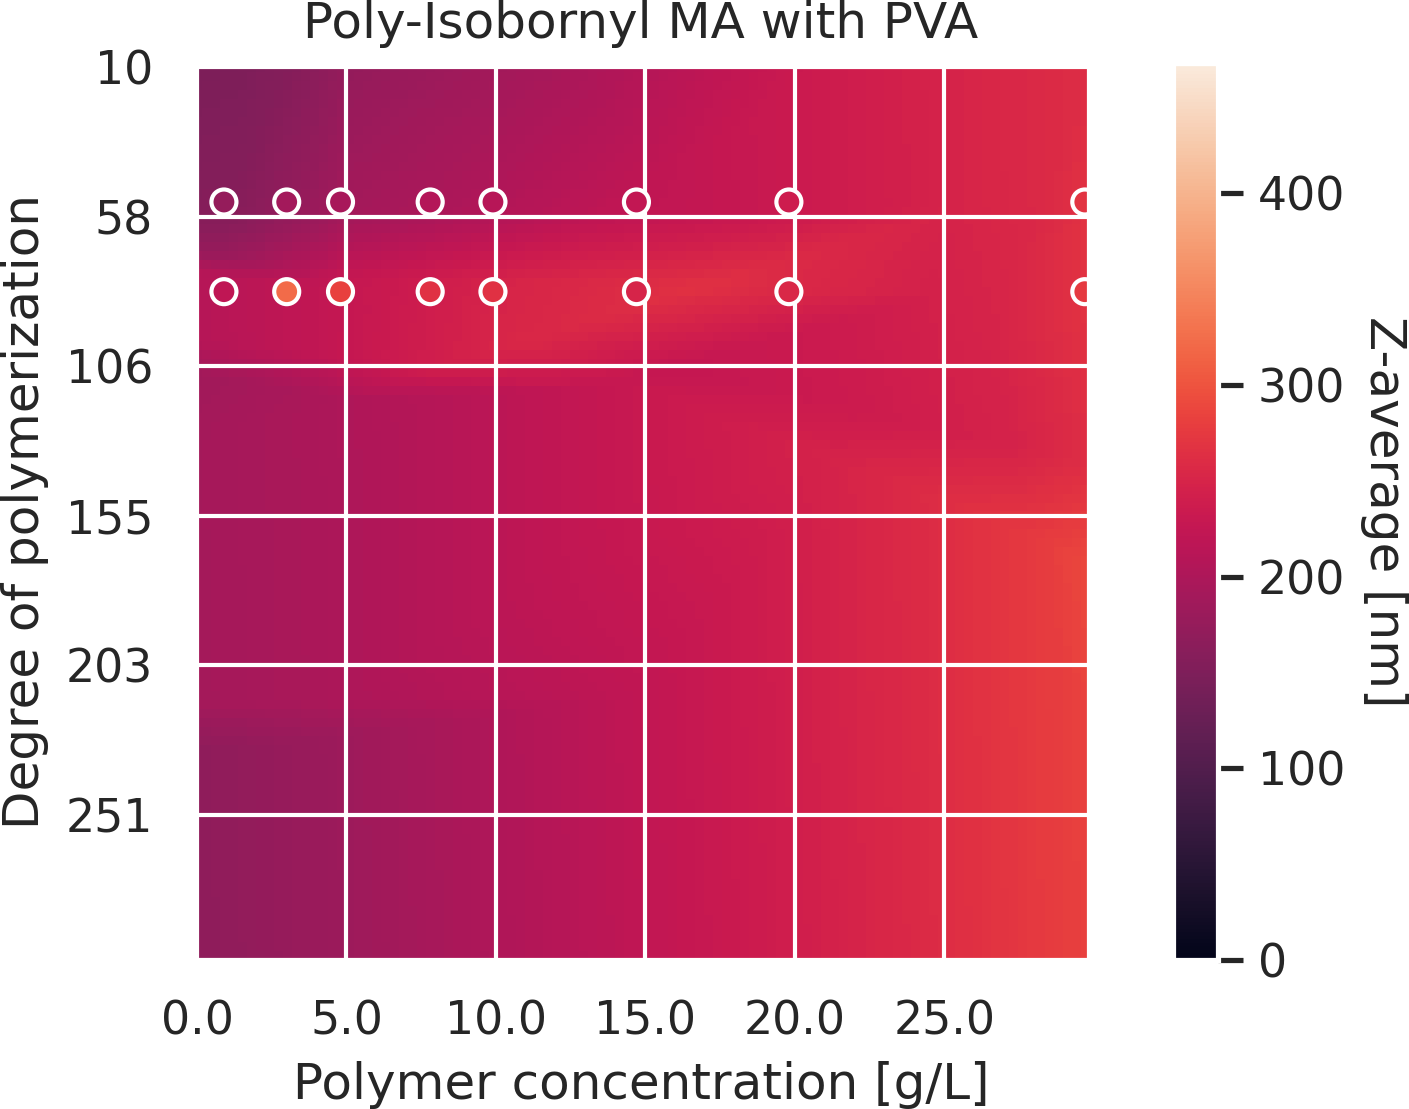 Poly-Isobornyl MA with PVA
10
58
106
155
203
251
Degree of polymerization
0.0 5.0 10.0 15.0 20.0 25.0
Polymer concentration [g/L]
400
300
200
100
0
Z-average [nm]